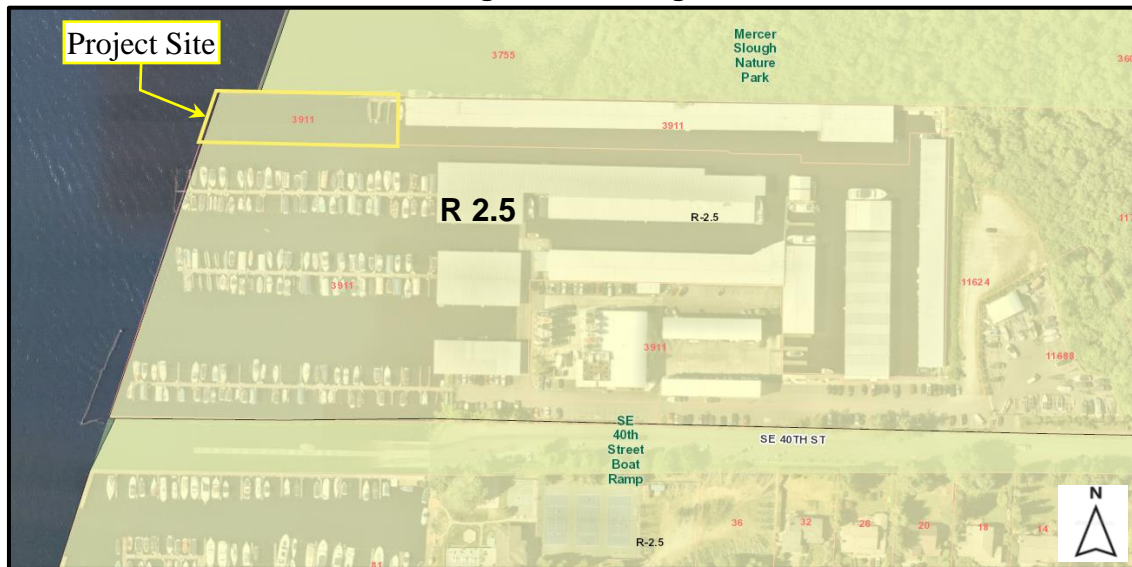 Project Site
Mercer
Slough
Nature
Park
3755
3911
3911
R 2.5
R-2.5
3911
11624
3911
11688
SE 40TH ST
SE
40th
Street
Boat
Ramp
36
32
28
20
18
14
R-2.5
N